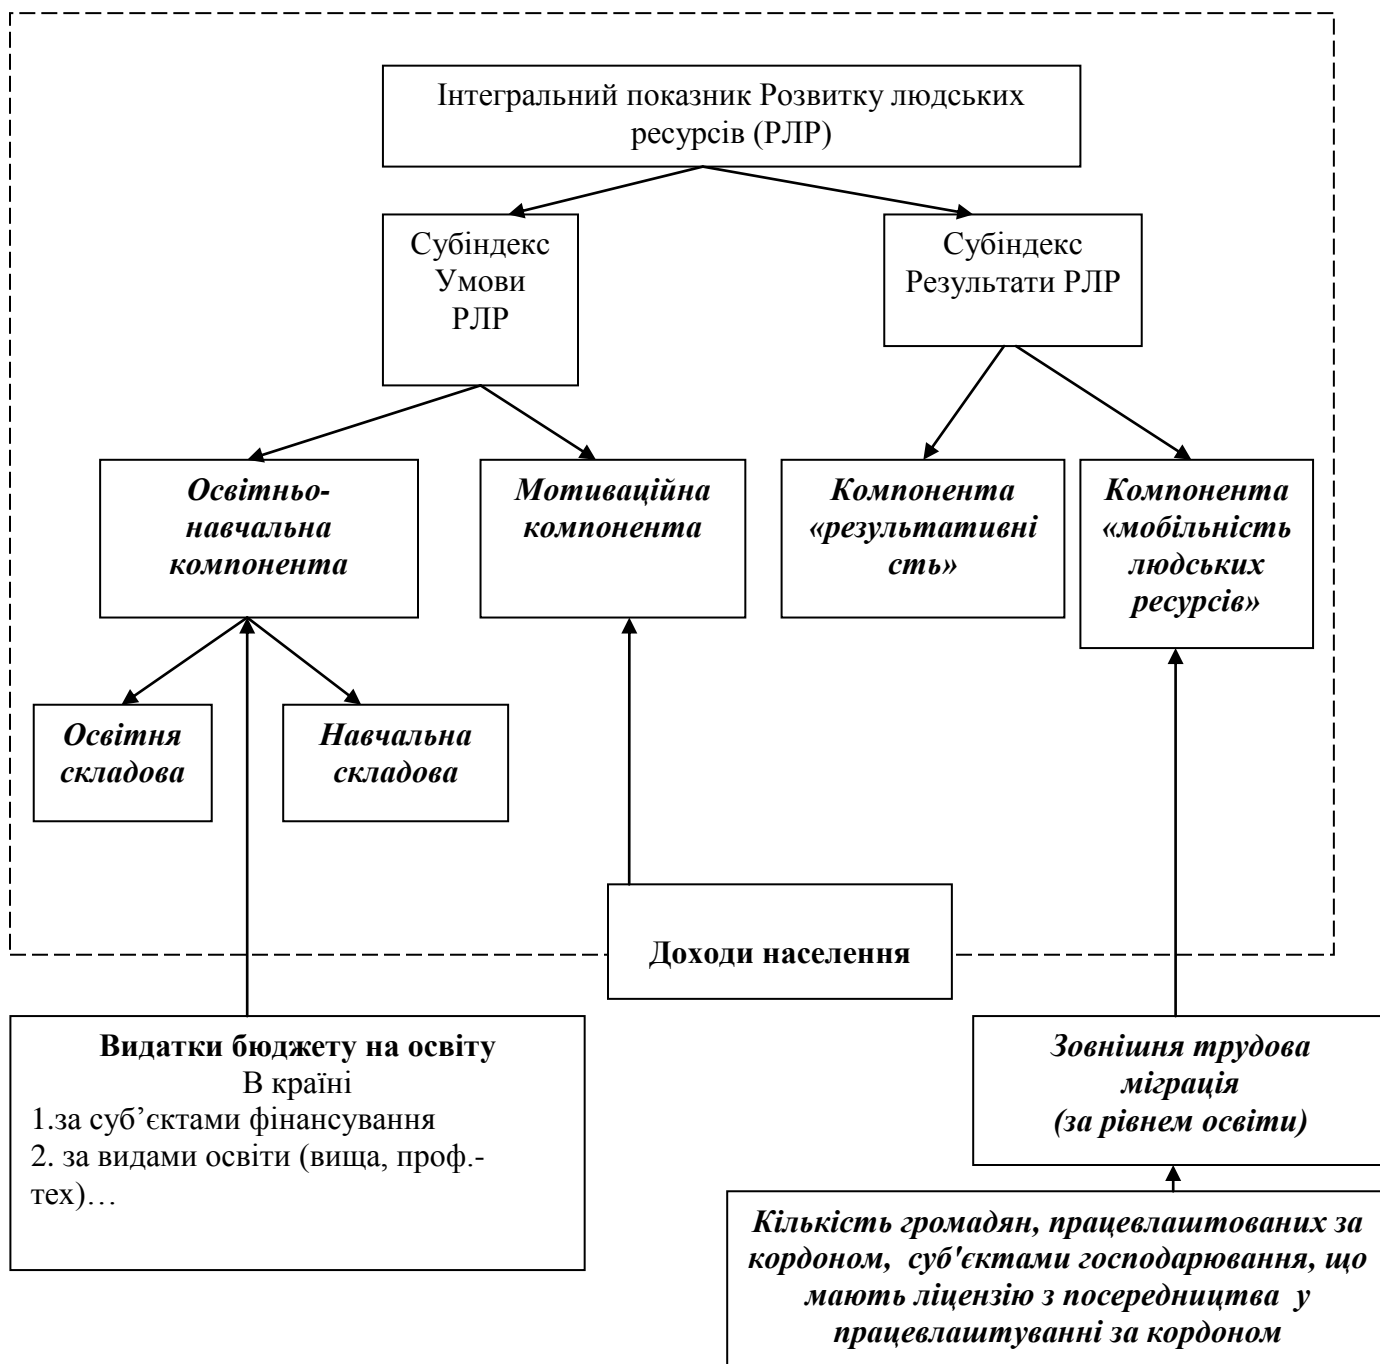 Інтегральний показник Розвитку людських
ресурсів (РЛР)
Субіндекс
Умови
РЛР
Субіндекс
Результати РЛР
Освітньо-
навчальна
компонента
Мотиваційна
компонента
Компонента
«результативні
сть»
Компонента
«мобільність
людських
ресурсів»
Освітня
складова
Навчальна
складова
Доходи населення
Видатки бюджету на освіту
В країні
1.за суб’єктами фінансування
2. за видами освіти (вища, проф.-
тех)…
Зовнішня трудова
міграція
(за рівнем освіти)
Кількість громадян, працевлаштованих за
кордоном, суб'єктами господарювання, що
мають ліцензію з посередництва у
працевлаштуванні за кордоном